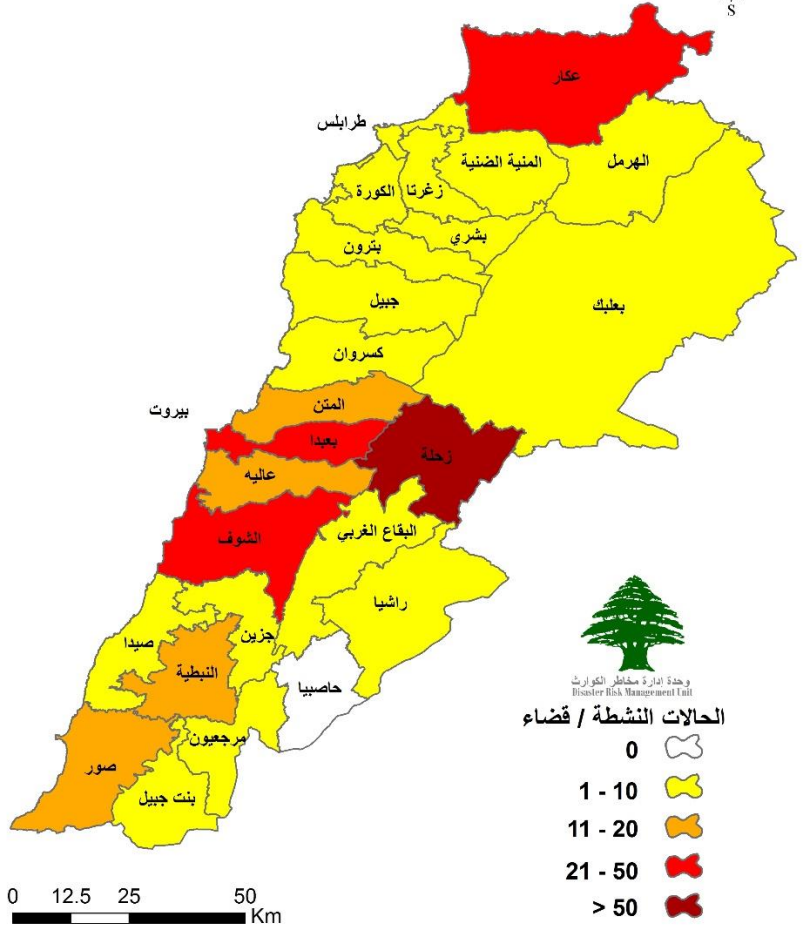 S
عكار
طرابلس
المنية الضنية
الهرمل
زغرتا
الكورة
بشري
بترون
جبيل
بعلبك
كسروان
المتن
بيروت
بعبدا
زحلة
عاليه
الشوف
البقاع الغربي
راشيا
جزين
صيدا
النبطية
حاصبيا
مرجعيون
صور
بنت جبيل
وحدة إدارة مخاطر الكوارث
Disaster Risk Management Unit
الحالات النشطة / قضاء
0
1 - 10
11 - 20
21 - 50
> 50
0 12.5 25 50
Km